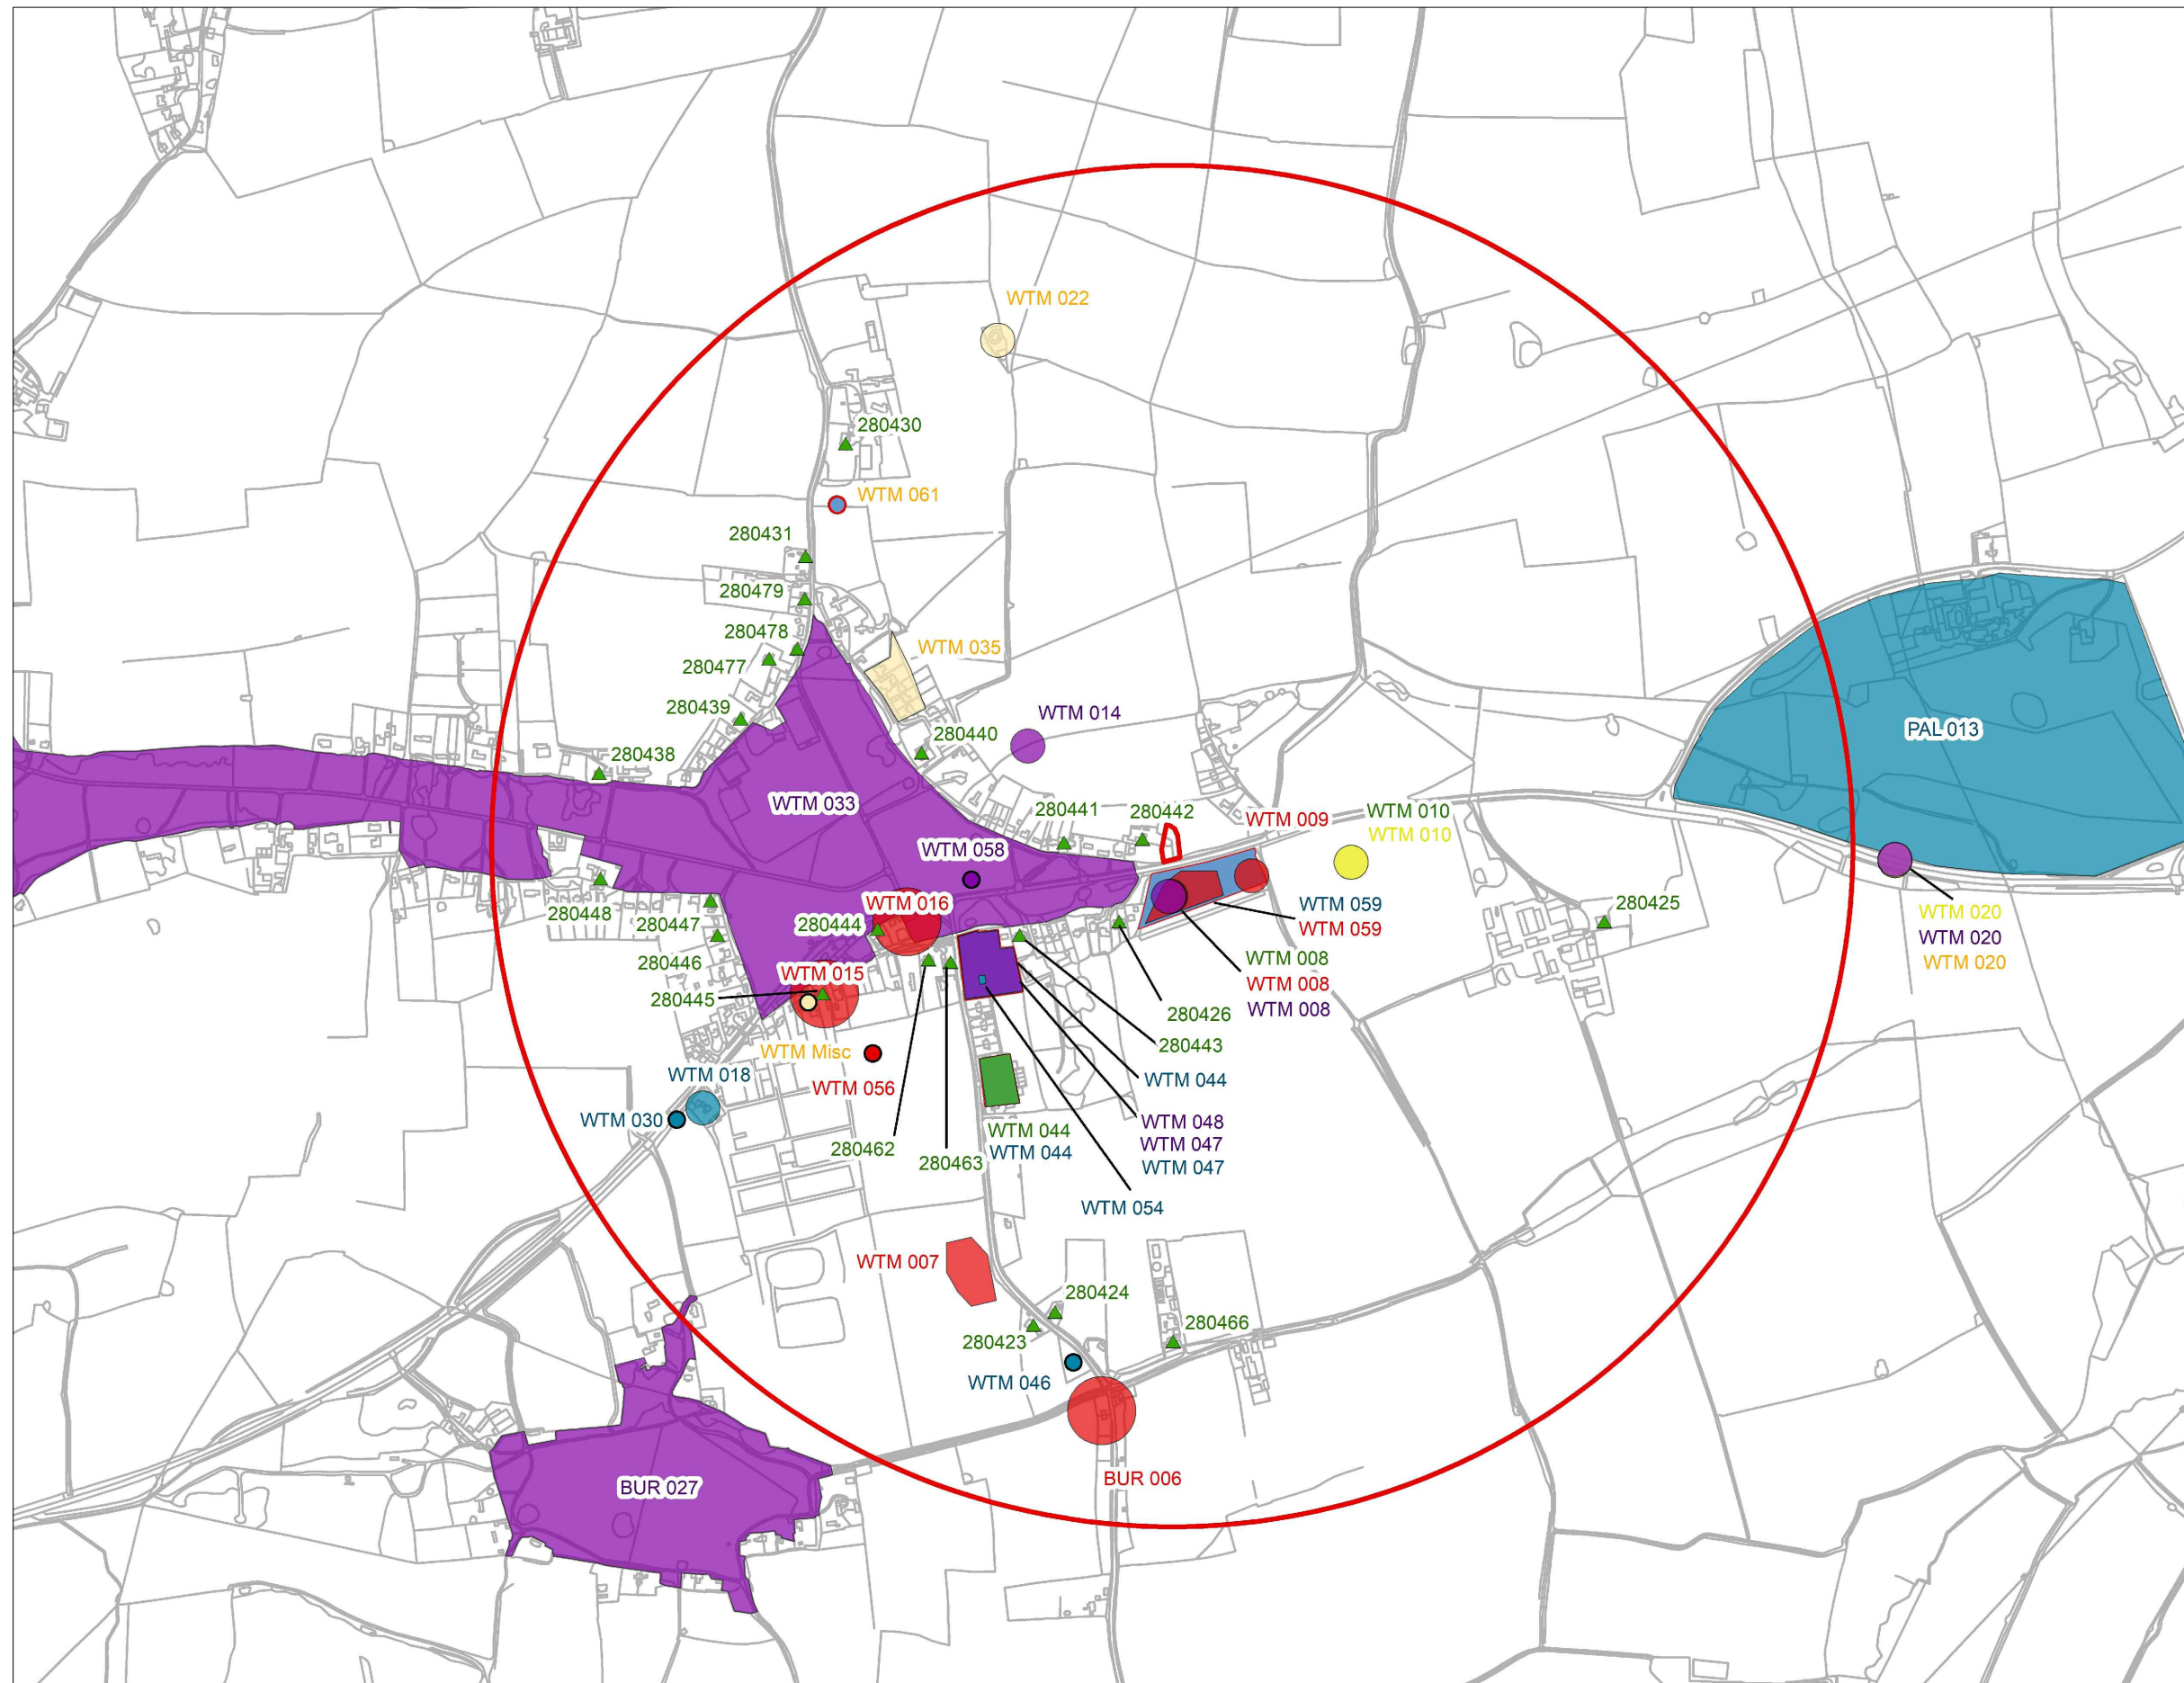 WTM 022
280430
WTM 061
280431
280479
280478
WTM 035
280477
280439
WTM 014
PAL 013
280440
280438
WTM 033
280441
280442
WTM 009
WTM 010
WTM 010
WTM 058
WTM 016
280425
WTM 059
WTM 020
280448
280447
280444
WTM 059
WTM 020
WTM 008
WTM 020
280446
WTM 015
WTM 008
280445
280426
WTM 008
280443
WTM Misc
WTM 018
WTM 044
WTM 056
WTM 030
WTM 048
WTM 044
WTM 047
280462
WTM 044
280463
WTM 047
WTM 054
WTM 007
280424
280466
280423
WTM 046
BUR 006
BUR 027